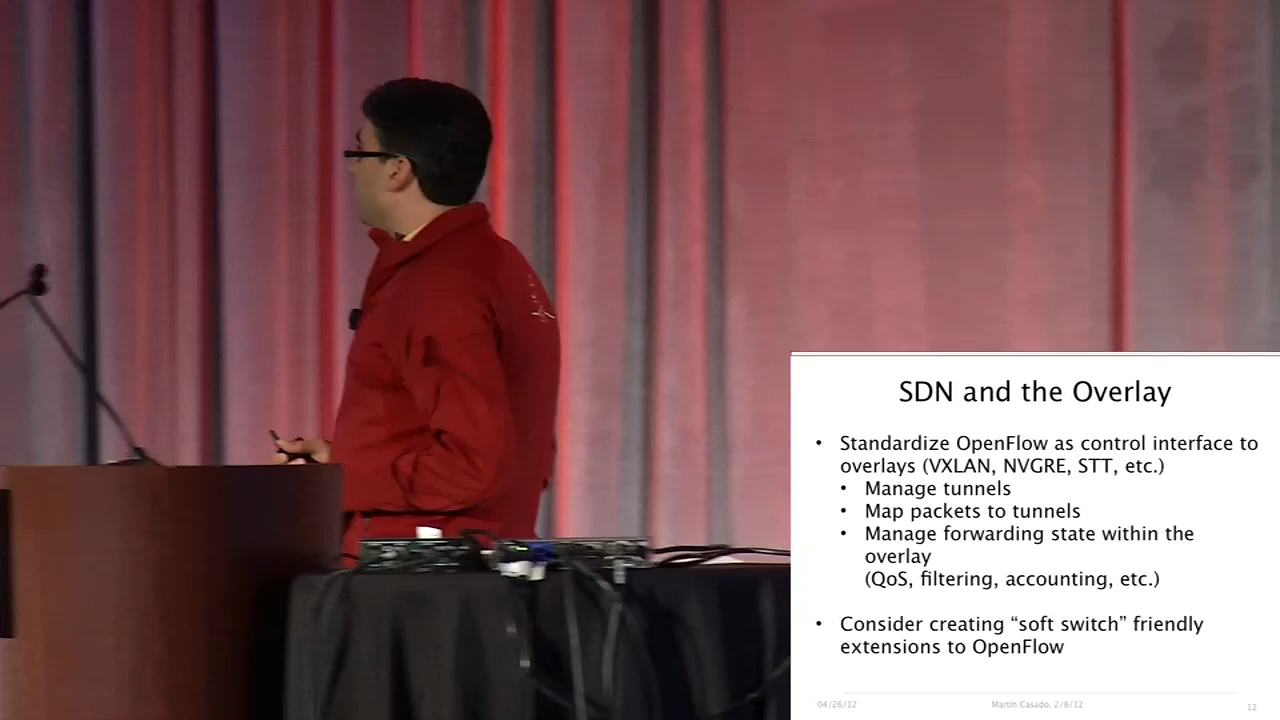 SDN and the Overlay
• Standardize OpenFlow as control interface to
overlays (VXLAN, NVGRE, STT, etc.)
• Manage tunnels
• Map packets to tunnels
• Manage forwarding state within the
overlay
(QoS, filtering, accounting, etc.)
• Consider creating “soft switch” friendly
extensions to OpenFlow
04/26/12 Martin Casado, 2/8/12 12